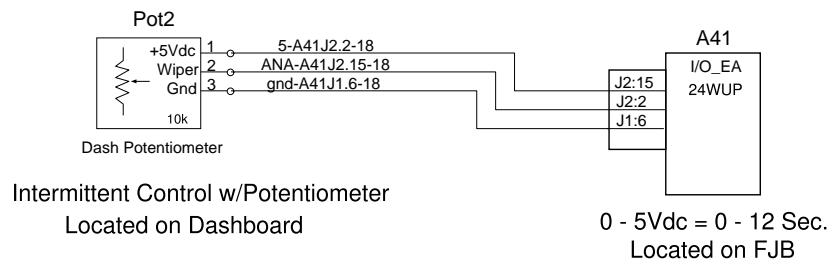 Pot2
+5Vdc 1 5-A41J2.2-18
Wiper 2 ANA-A41J2.15-18
Gnd 3 gnd-A41J1.6-18
10k
Dash Potentiometer
Intermittent Control w/Potentiometer
Located on Dashboard
A41
I/O_EA
24WUP
J2:15
J2:2
J1:6
0 - 5Vdc = 0 - 12 Sec.
Located on FJB